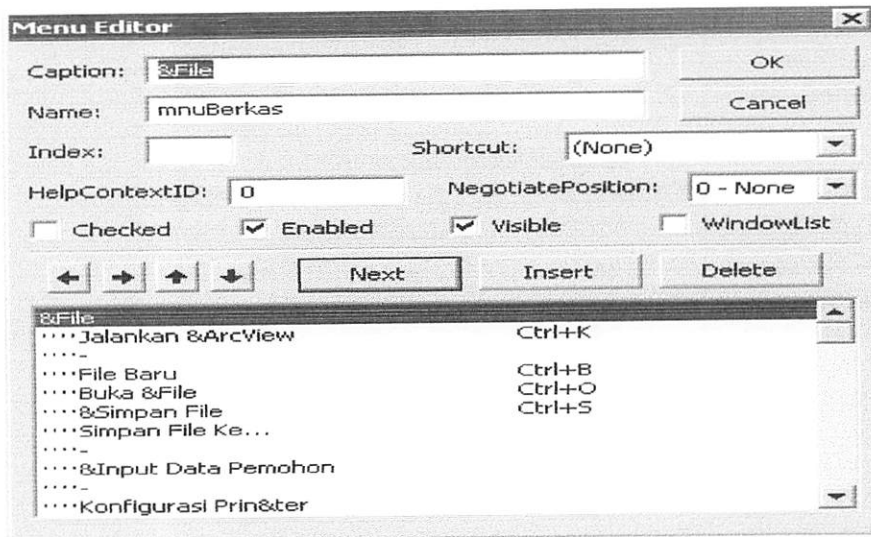 Menu Editor
Caption: &File
OK
Name: mnuBerkas
Cancel
Index:
Shortcut: (None)
HelpContextID: 0
NegotiatePosition: 0 - None
Checked
Enabled
Visible
WindowList
Next
Insert
Delete
&File
····Jalankan &ArcView Ctrl+K
····-
····File Baru Ctrl+B
····Buka &File Ctrl+O
····&Simpan File Ctrl+S
····Simpan File Ke...
····-
····&Input Data Pemohon
····-
····Konfigurasi Prin&ter